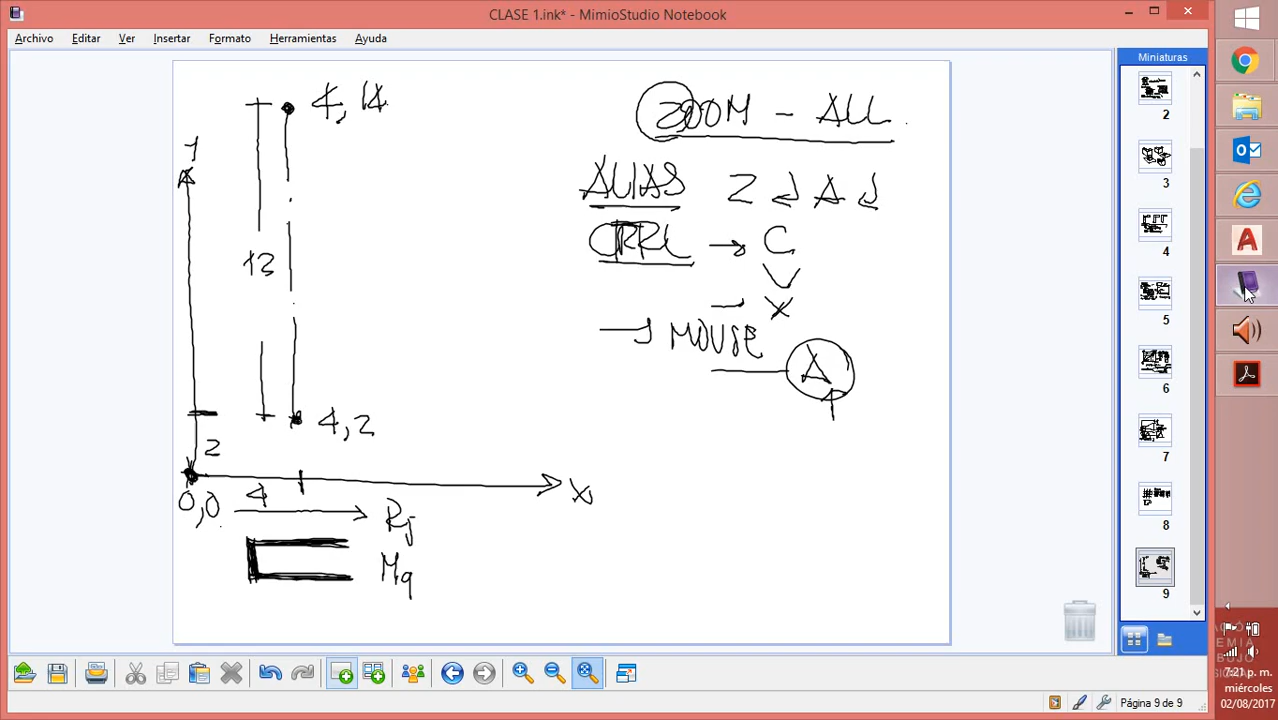 CLASE 1.ink* - MimioStudio Notebook
Archivo Editar Ver Insertar Formato Herramientas Ayuda
Miniaturas
4, 14
ZOOM - ALL
ALIAS Z A
C
V
X
MOUSE
A
13
4, 2
2
0,0 4
X
Rj
Mq
2
3
4
5
6
7
8
9
Página 9 de 9
7:21 p. m.
miércoles
02/08/2017